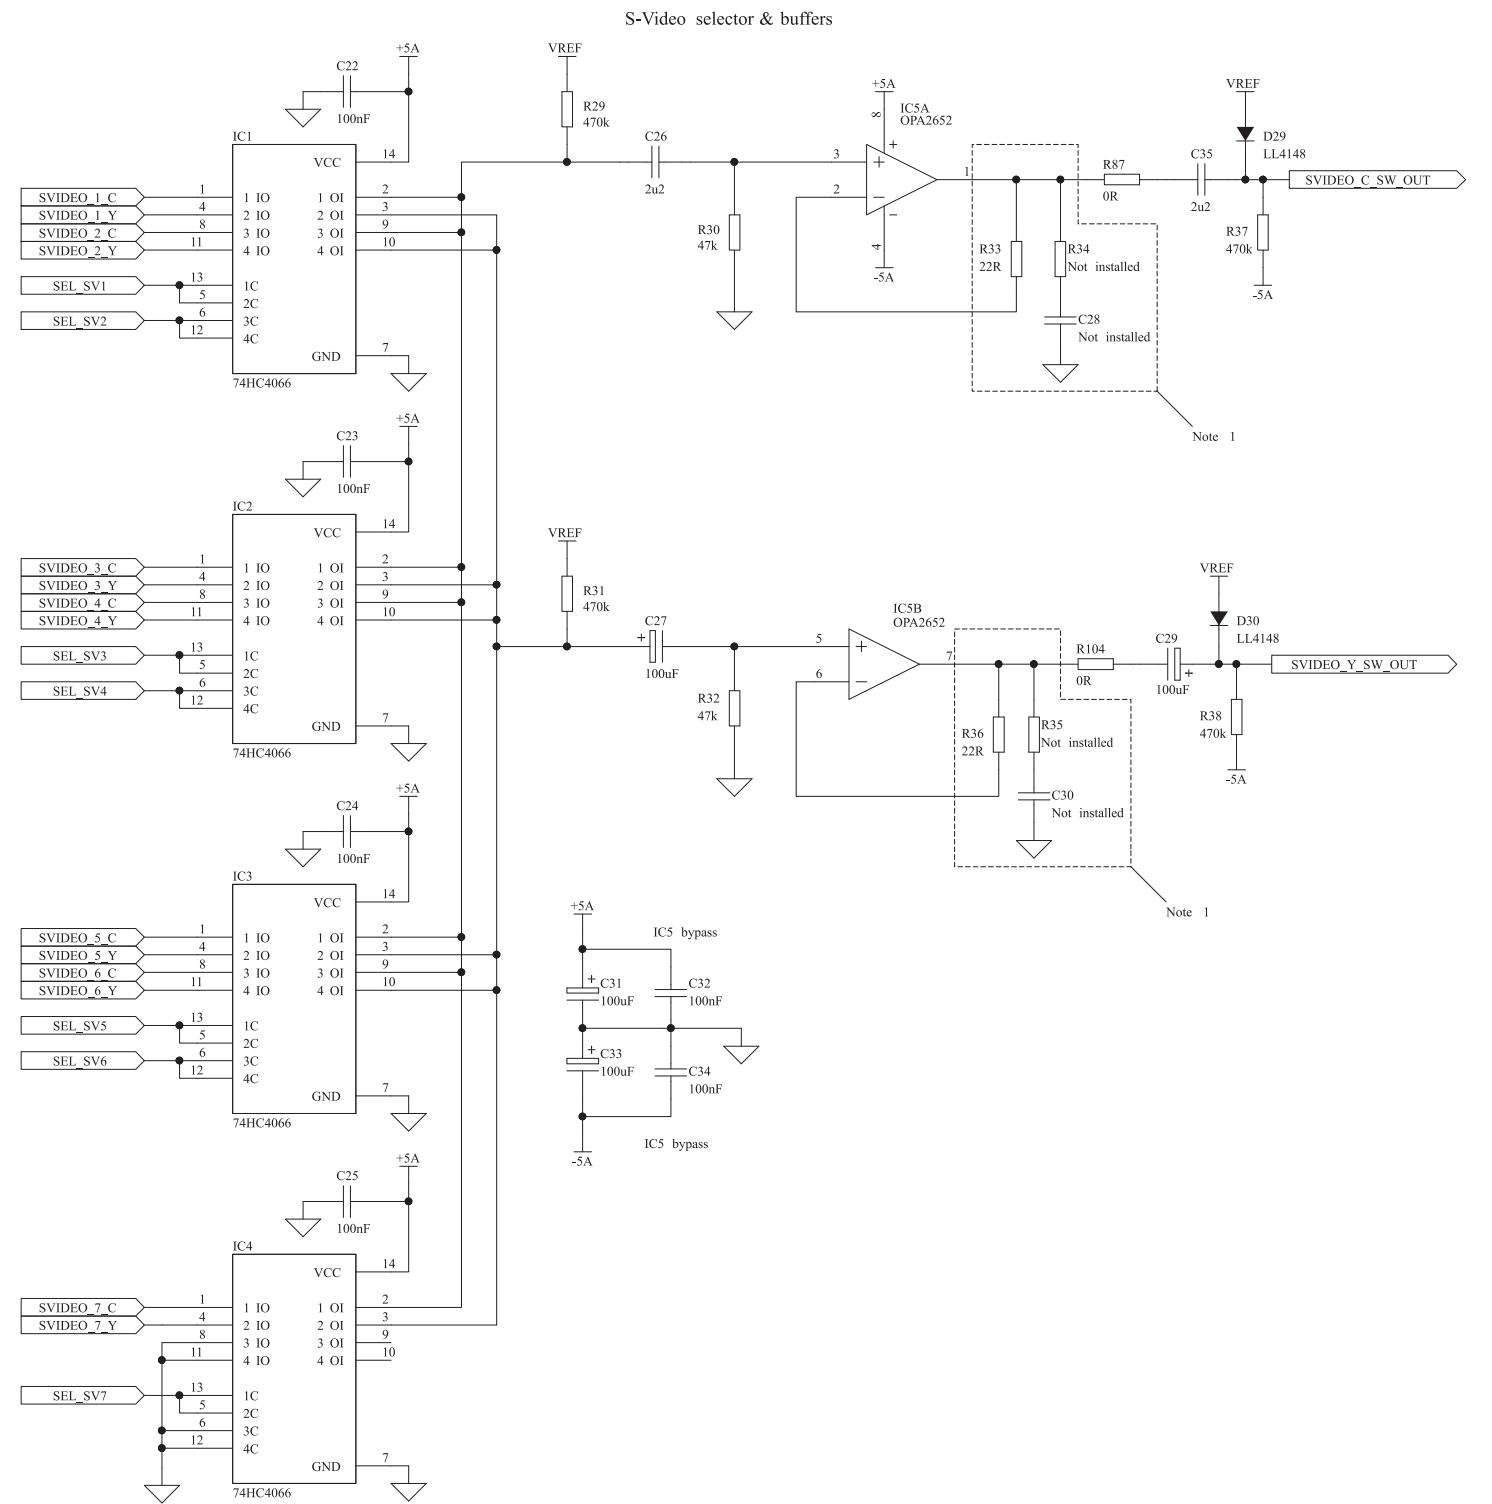 S-Video selector & buffers
+5A
C22
100nF
IC1
VCC 14
SVIDEO_1_C 1 1 IO 1 OI 2
SVIDEO_1_Y 4 2 IO 2 OI 3
SVIDEO_2_C 8 3 IO 3 OI 9
SVIDEO_2_Y 11 4 IO 4 OI 10
SEL_SV1 13 1C
5 2C
SEL_SV2 6 3C
12 4C
GND 7
74HC4066
VREF
R29
470k
C26
2u2
R30
47k
+5A
8
IC5A
OPA2652
3 + +
2 − −
1
4
-5A
R33
22R
R34
Not installed
C28
Not installed
Note 1
R87
0R
C35
2u2
VREF
D29
LL4148
SVIDEO_C_SW_OUT
R37
470k
-5A
+5A
C23
100nF
IC2
VCC 14
SVIDEO_3_C 1 1 IO 1 OI 2
SVIDEO_3_Y 4 2 IO 2 OI 3
SVIDEO_4_C 8 3 IO 3 OI 9
SVIDEO_4_Y 11 4 IO 4 OI 10
SEL_SV3 13 1C
5 2C
SEL_SV4 6 3C
12 4C
GND 7
74HC4066
VREF
R31
470k
+ C27
100uF
R32
47k
IC5B
OPA2652
5 +
6 −
7
R36
22R
R35
Not installed
C30
Not installed
Note 1
R104
0R
C29
100uF +
VREF
D30
LL4148
SVIDEO_Y_SW_OUT
R38
470k
-5A
+5A
C24
100nF
IC3
VCC 14
SVIDEO_5_C 1 1 IO 1 OI 2
SVIDEO_5_Y 4 2 IO 2 OI 3
SVIDEO_6_C 8 3 IO 3 OI 9
SVIDEO_6_Y 11 4 IO 4 OI 10
SEL_SV5 13 1C
5 2C
SEL_SV6 6 3C
12 4C
GND 7
74HC4066
+5A
IC5 bypass
+ C31
100uF
C32
100nF
+ C33
100uF
C34
100nF
IC5 bypass
-5A
+5A
C25
100nF
IC4
VCC 14
SVIDEO_7_C 1 1 IO 1 OI 2
SVIDEO_7_Y 4 2 IO 2 OI 3
8 3 IO 3 OI 9
11 4 IO 4 OI 10
SEL_SV7 13 1C
5 2C
6 3C
12 4C
GND 7
74HC4066